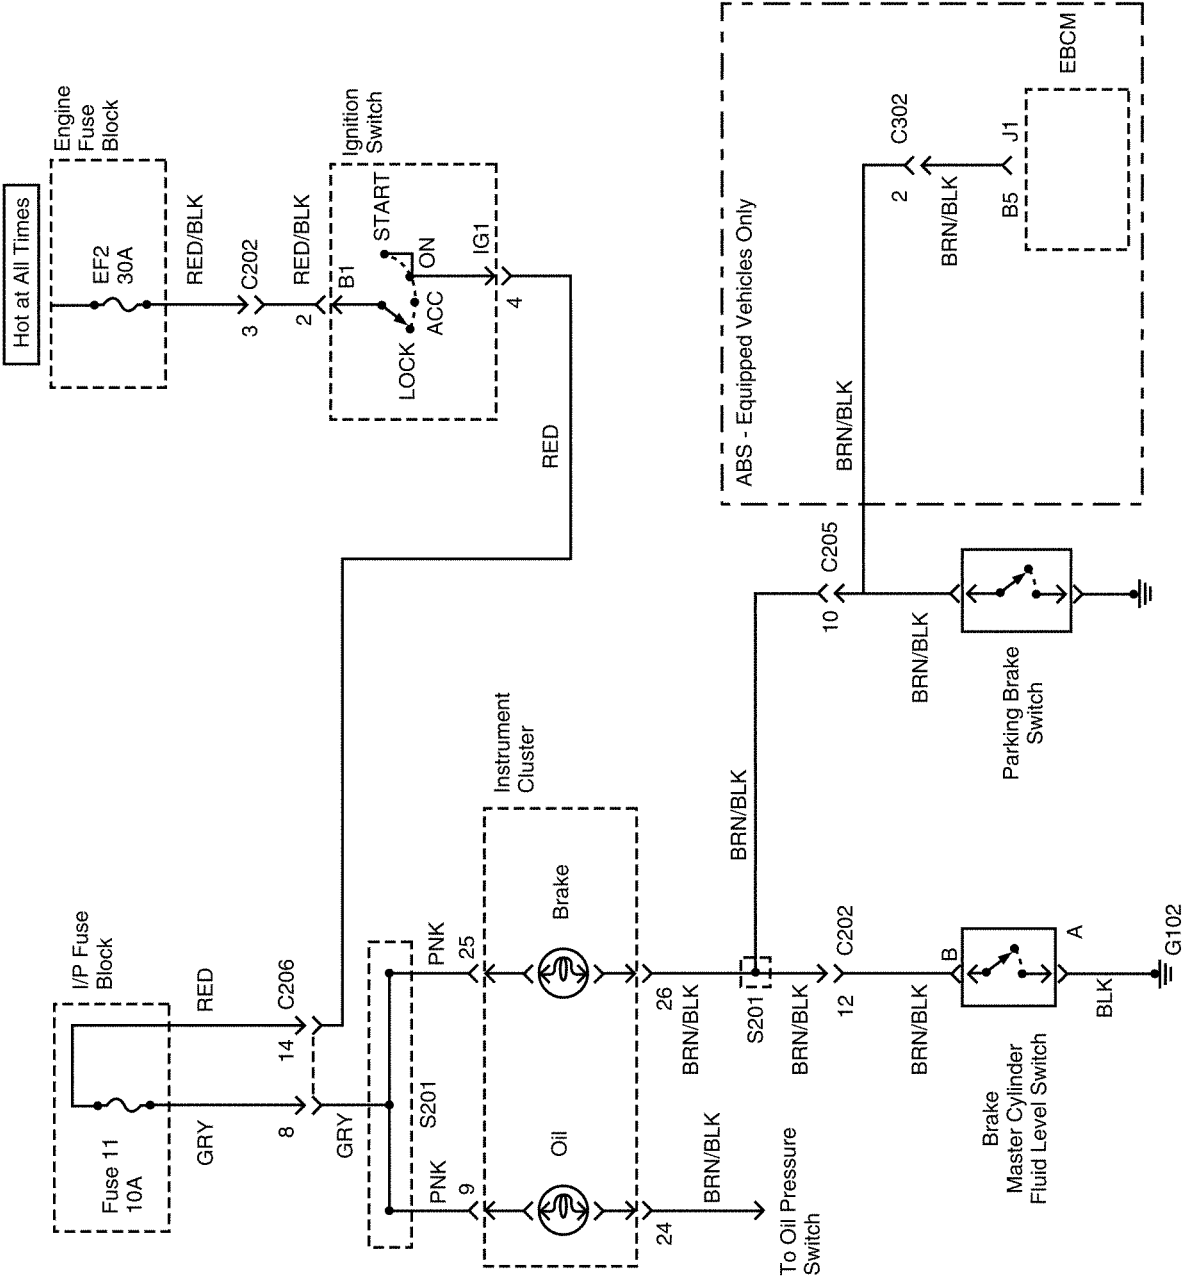 Hot at All Times
Engine
Fuse
Block
EF2
30A
RED/BLK
C202
3
RED/BLK
2
B1
Ignition
Switch
START
ON
ACC
LOCK
IG1
4
RED
I/P Fuse
Block
Fuse 11
10A
RED
GRY
C206
14
8
GRY
S201
PNK
25
PNK
9
Instrument
Cluster
Brake
Oil
26
BRN/BLK
24
BRN/BLK
To Oil Pressure
Switch
S201
BRN/BLK
BRN/BLK
C202
12
BRN/BLK
B
A
BLK
G102
Brake
Master Cylinder
Fluid Level Switch
C205
10
BRN/BLK
Parking Brake
Switch
ABS - Equipped Vehicles Only
BRN/BLK
C302
2
BRN/BLK
J1
B5
EBCM